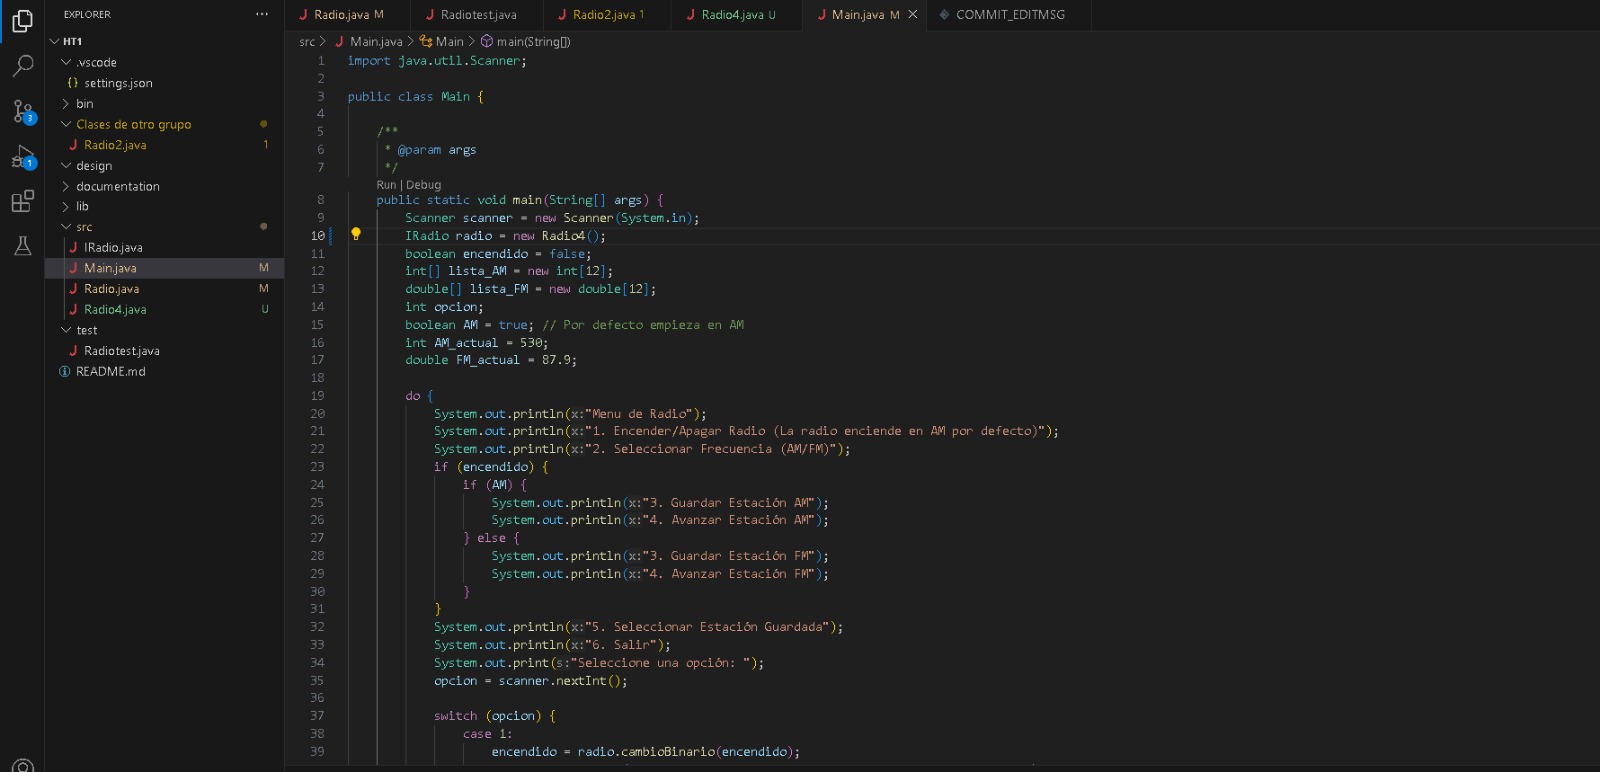 EXPLORER ...
HT1
.vscode
{} settings.json
bin
Clases de otro grupo
J Radio2.java 1
design
documentation
lib
src
J IRadio.java
J Main.java M
J Radio.java M
J Radio4.java U
test
J Radiotest.java
README.md
3
1
J Radio.java M J Radiotest.java J Radio2.java 1 J Radio4.java U J Main.java M × COMMIT_EDITMSG
src > J Main.java > Main > main(String[])
1 import java.util.Scanner;
2
3 public class Main {
4
5 /**
6 * @param args
7 */
Run | Debug
8 public static void main(String[] args) {
9 Scanner scanner = new Scanner(System.in);
10 IRadio radio = new Radio4();
11 boolean encendido = false;
12 int[] lista_AM = new int[12];
13 double[] lista_FM = new double[12];
14 int opcion;
15 boolean AM = true; // Por defecto empieza en AM
16 int AM_actual = 530;
17 double FM_actual = 87.9;
18
19 do {
20 System.out.println(x:"Menu de Radio");
21 System.out.println(x:"1. Encender/Apagar Radio (La radio enciende en AM por defecto)");
22 System.out.println(x:"2. Seleccionar Frecuencia (AM/FM)");
23 if (encendido) {
24 if (AM) {
25 System.out.println(x:"3. Guardar Estación AM");
26 System.out.println(x:"4. Avanzar Estación AM");
27 } else {
28 System.out.println(x:"3. Guardar Estación FM");
29 System.out.println(x:"4. Avanzar Estación FM");
30 }
31 }
32 System.out.println(x:"5. Seleccionar Estación Guardada");
33 System.out.println(x:"6. Salir");
34 System.out.print(s:"Seleccione una opción: ");
35 opcion = scanner.nextInt();
36
37 switch (opcion) {
38 case 1:
39 encendido = radio.cambioBinario(encendido);